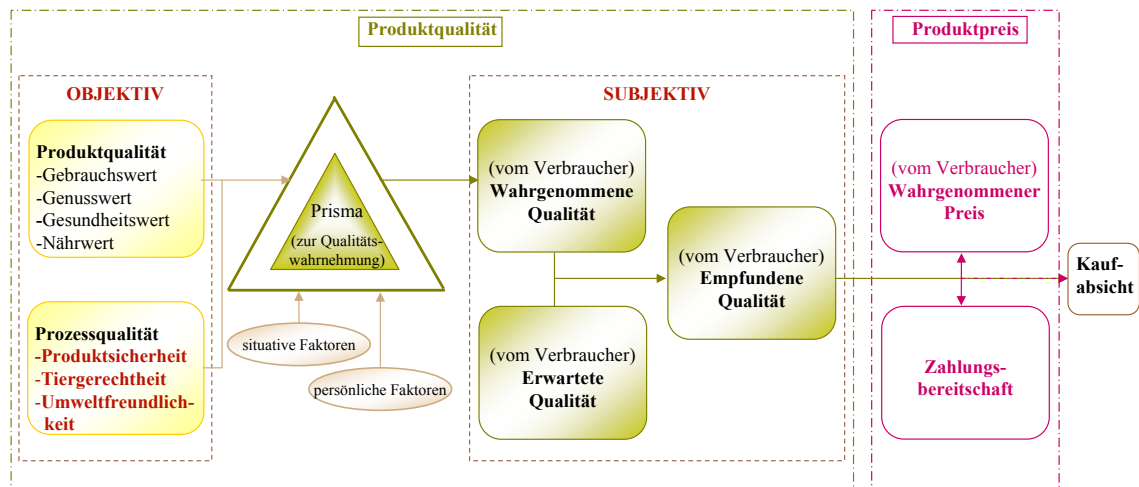 Produktqualität
Produktpreis
OBJEKTIV
Produktqualität
-Gebrauchswert
-Genusswert
-Gesundheitswert
-Nährwert
Prozessqualität
-Produktsicherheit
-Tiergerechtheit
-Umweltfreundlich-
keit
Prisma
(zur Qualitäts-
wahrnehmung)
situative Faktoren
persönliche Faktoren
SUBJEKTIV
(vom Verbraucher)
Wahrgenommene
Qualität
(vom Verbraucher)
Erwartete
Qualität
(vom Verbraucher)
Empfundene
Qualität
(vom Verbraucher)
Wahrgenommener
Preis
Zahlungs-
bereitschaft
Kauf-
absicht